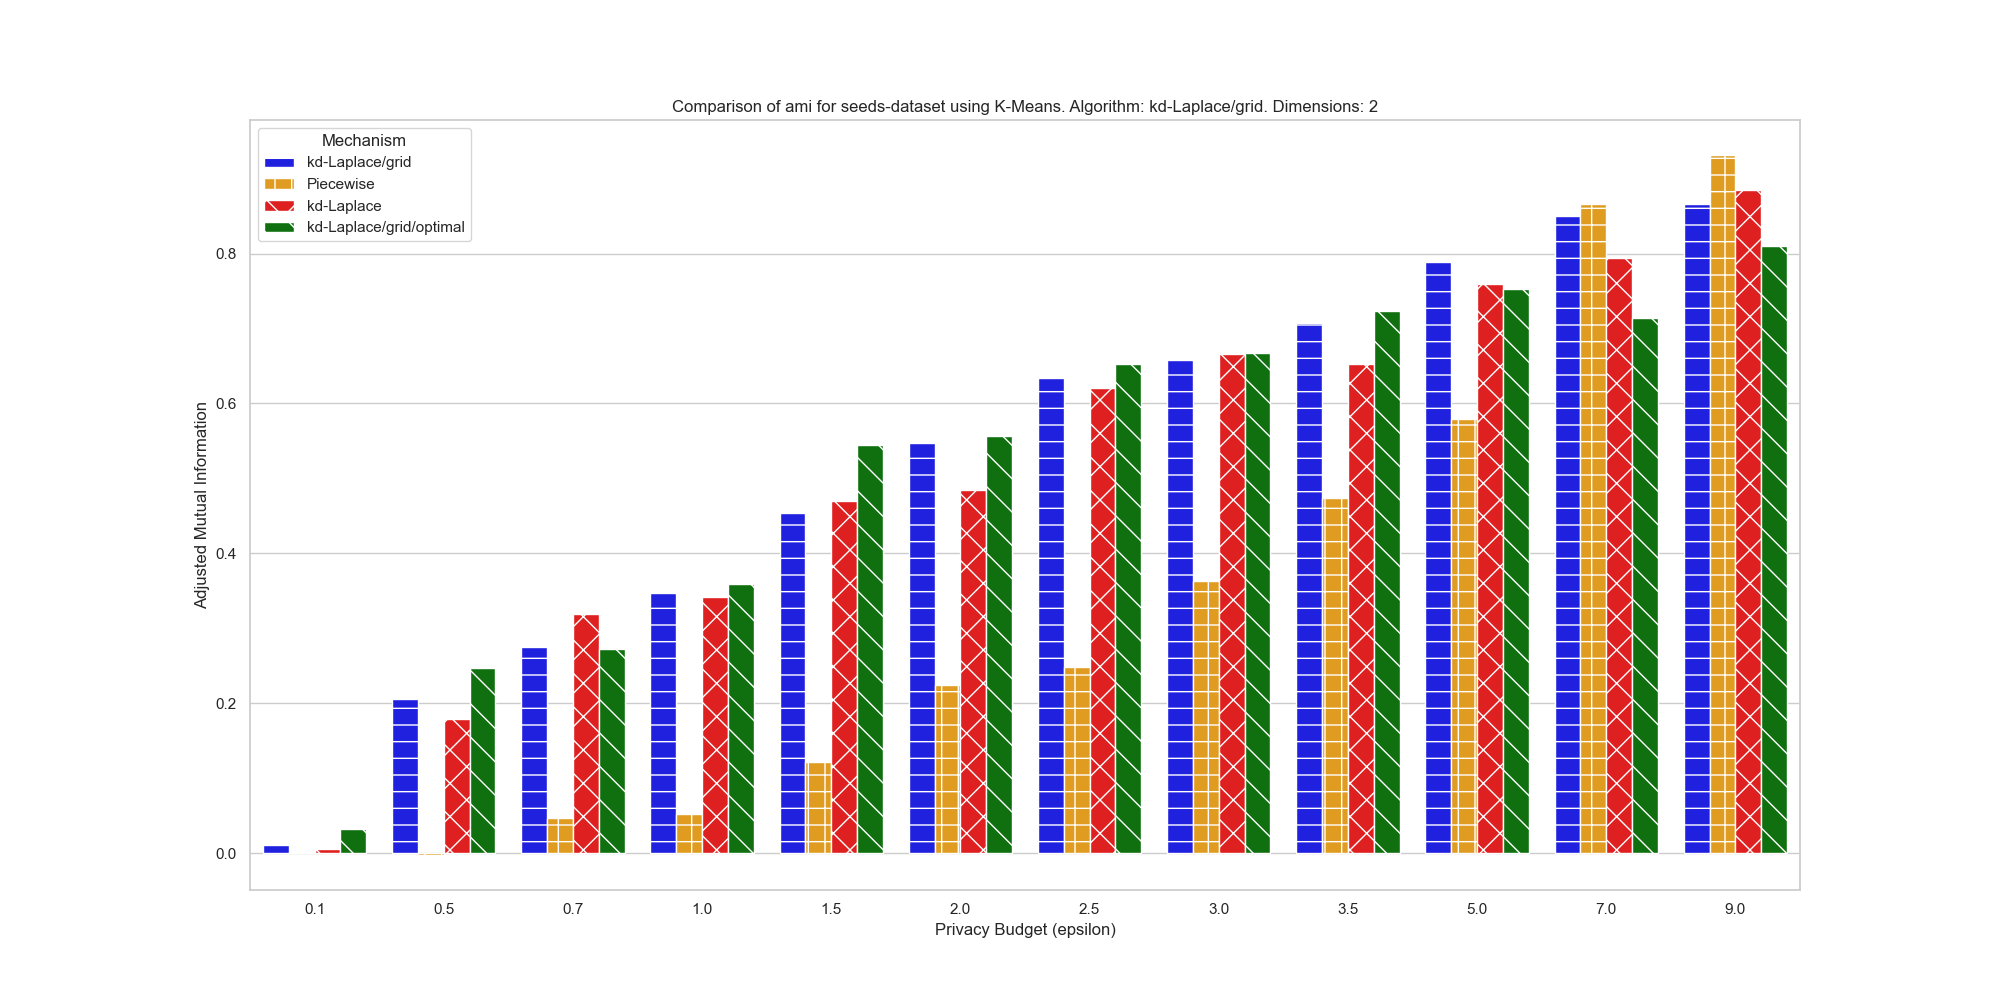 Comparison of ami for seeds-dataset using K-Means. Algorithm: kd-Laplace/grid. Dimensions: 2
Mechanism
kd-Laplace/grid
Piecewise
kd-Laplace
kd-Laplace/grid/optimal
Adjusted Mutual Information
0.8
0.6
0.4
0.2
0.0
0.1 0.5 0.7 1.0 1.5 2.0 2.5 3.0 3.5 5.0 7.0 9.0
Privacy Budget (epsilon)